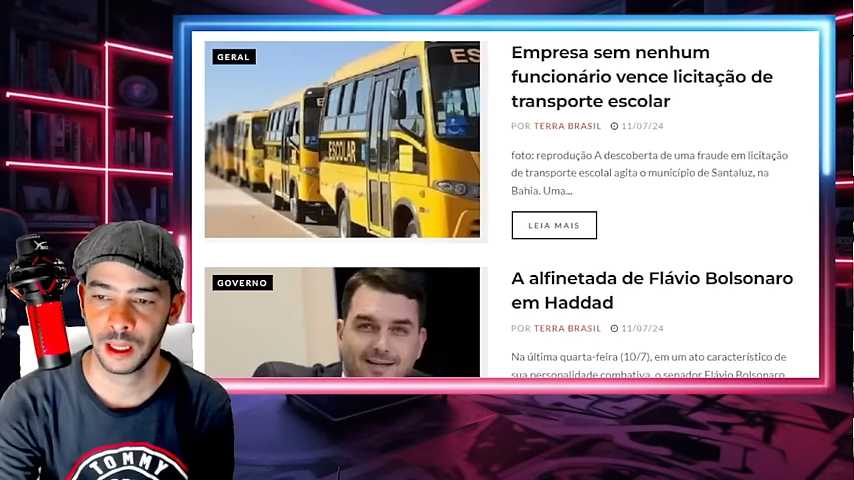 GERAL
ESCOLAR
ES
Empresa sem nenhum
funcionário vence licitação de
transporte escolar
POR TERRA BRASIL 11/07/24
foto: reprodução A descoberta de uma fraude em licitação
de transporte escolal agita o município de Santaluz, na
Bahia. Uma...
LEIA MAIS
GOVERNO
A alfinetada de Flávio Bolsonaro
em Haddad
POR TERRA BRASIL 11/07/24
Na última quarta-feira (10/7), em um ato característico de
sua personalidade combativa, o senador Flávio Bolsonaro
TOMMY